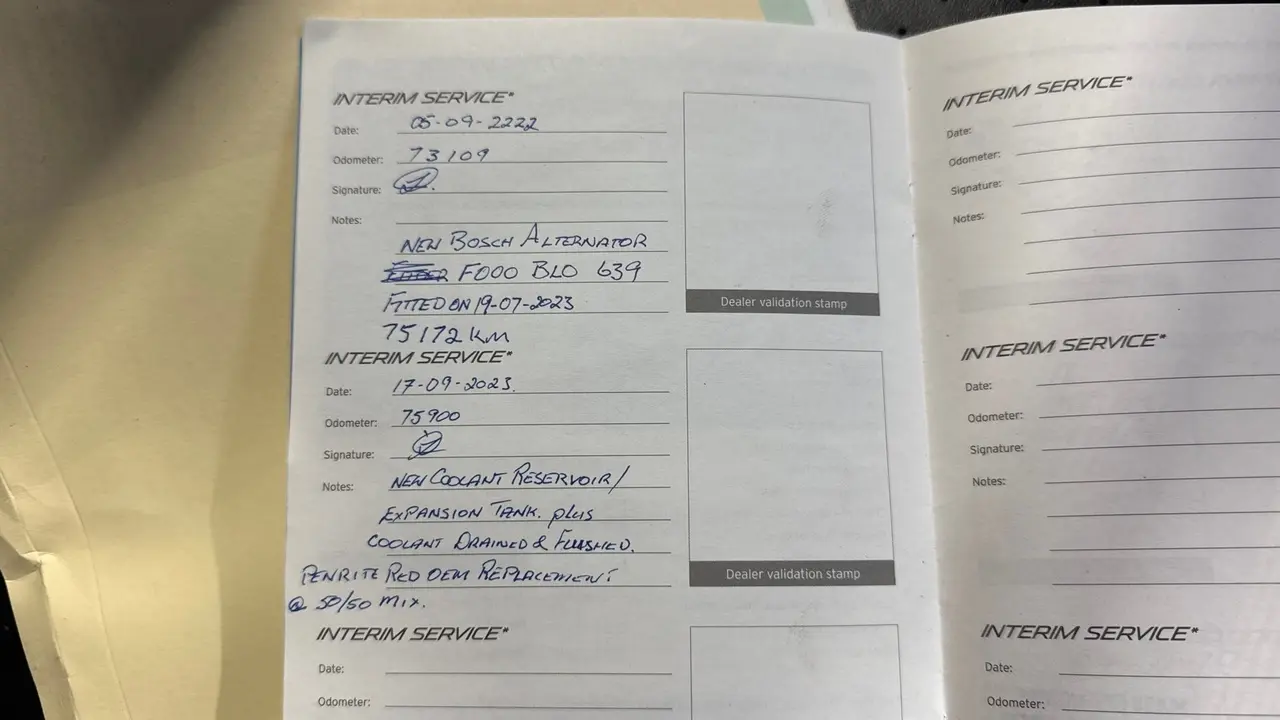 INTERIM SERVICE*
Date: 05-09-2222
Odometer: 73109
Signature:
Notes:
NEW BOSCH ALTERNATOR
F000 BL0 639
FITTED ON 19-07-2023
75172 KM
Dealer validation stamp
INTERIM SERVICE*
Date: 17-09-2023.
Odometer: 75900
Signature:
Notes: NEW COOLANT RESERVOIR/
EXPANSION TANK. plus
COOLANT DRAINED & FLUSHED.
PENRITE RED OEM REPLACEMENT
@ 50/50 MIX.
Dealer validation stamp
INTERIM SERVICE*
Date:
Odometer:
INTERIM SERVICE*
Date:
Odometer:
Signature:
Notes:
INTERIM SERVICE*
Date:
Odometer:
Signature:
Notes:
INTERIM SERVICE*
Date:
Odometer: